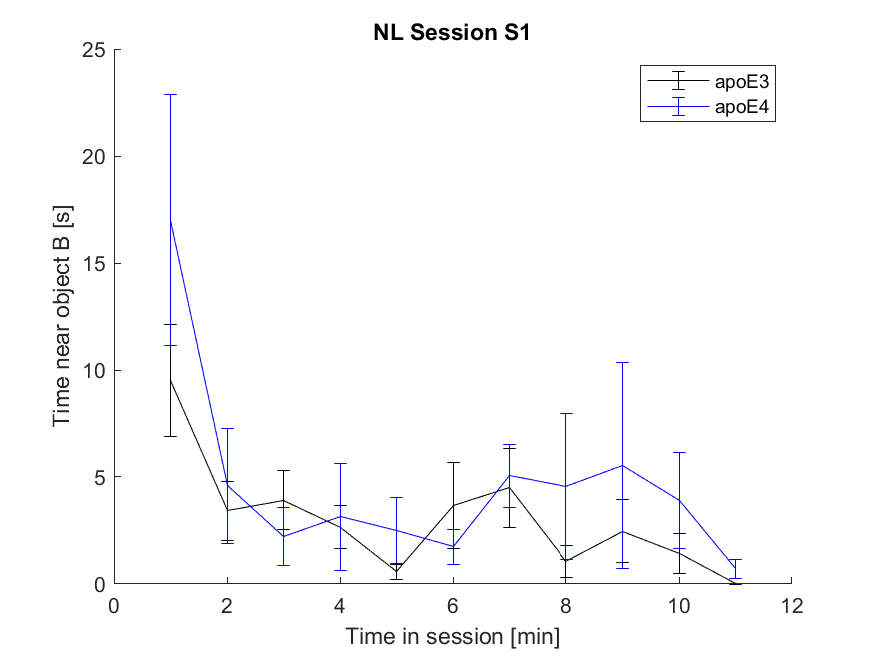 NL Session S1
apoE3
apoE4
Time near object B [s]
25
20
15
10
5
0
0 2 4 6 8 10 12
Time in session [min]